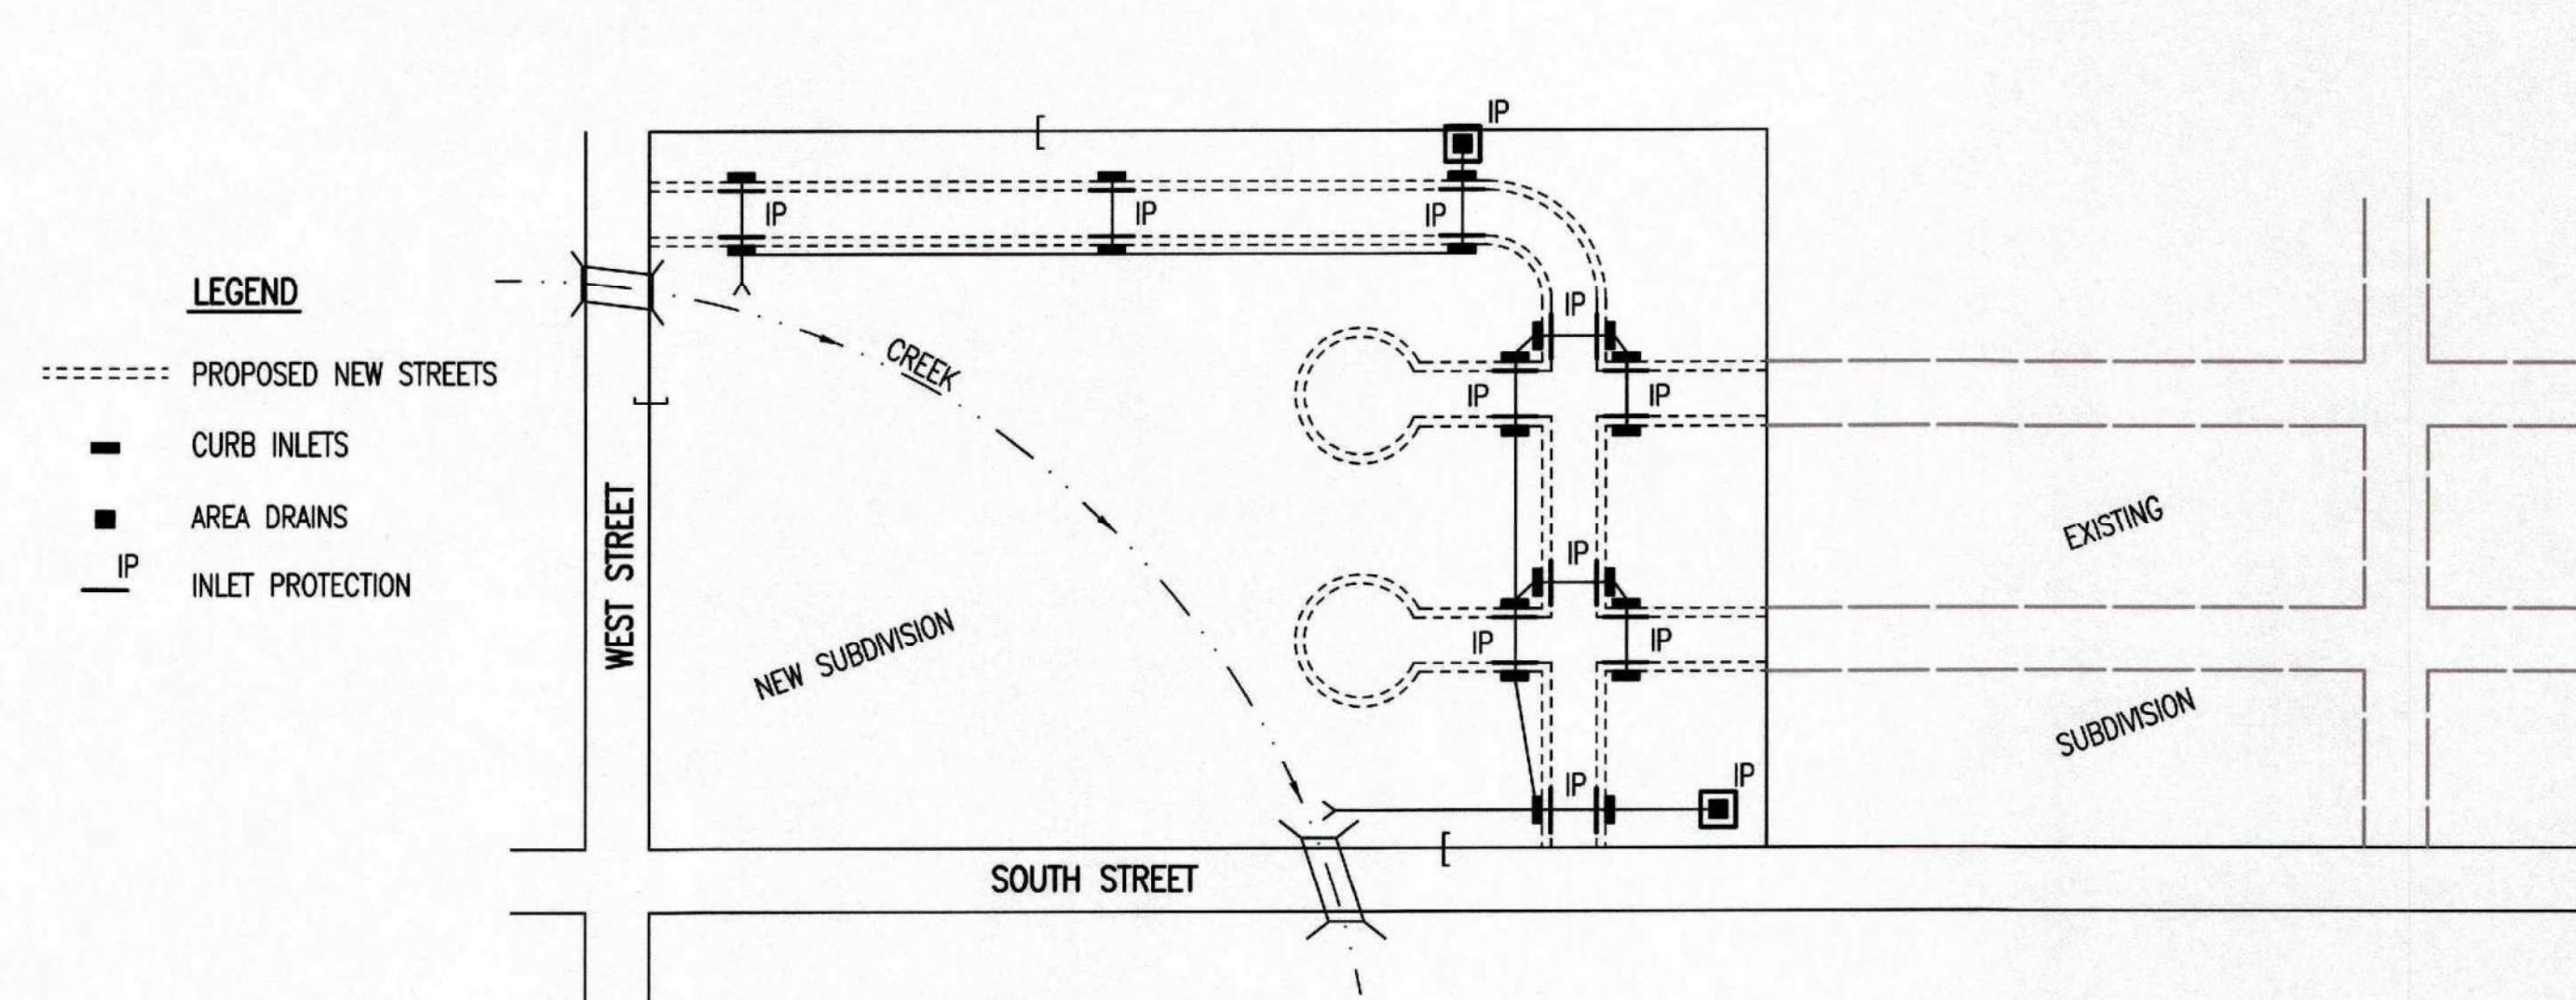 IP
IP
IP
IP
LEGEND
IP
PROPOSED NEW STREETS
CREEK
IP
IP
CURB INLETS
AREA DRAINS
EXISTING
IP
IP
INLET PROTECTION
WEST STREET
NEW SUBDIVISION
IP
IP
SUBDIVISION
IP
IP
SOUTH STREET